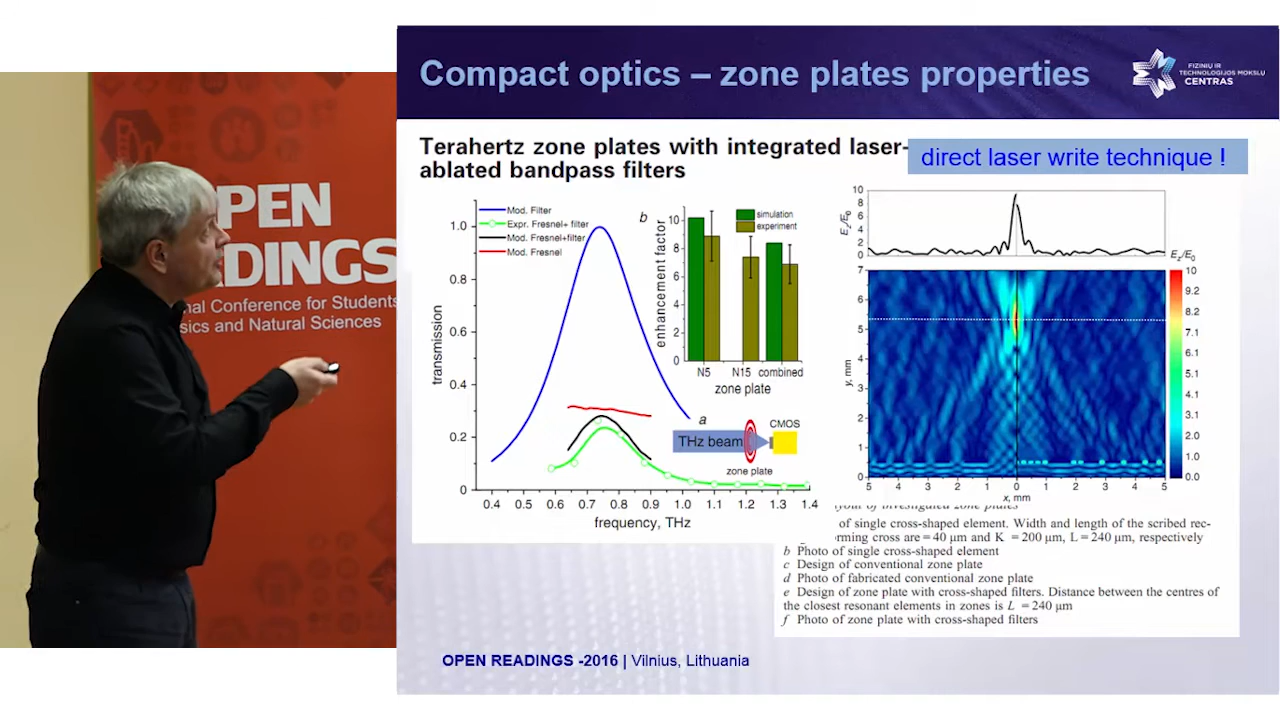 Compact optics – zone plates properties
FIZINIŲ IR
TECHNOLOGIJOS MOKSLŲ
CENTRAS
Terahertz zone plates with integrated laser-
ablated bandpass filters
direct laser write technique !
Mod. Filter
Expr. Fresnel+ filter
Mod. Fresnel+filter
Mod. Fresnel
transmission
1.0
0.8
0.6
0.4
0.2
0
0.4 0.5 0.6 0.7 0.8 0.9 1.0 1.1 1.2 1.3 1.4
frequency, THz
b
simulation
experiment
enhancement factor
10
8
6
4
2
0
N5 N15 combined
zone plate
a
CMOS
THz beam
zone plate
10
8
6
4
2
0
7
6
5
4
3
2
1
0
y, mm
5 4 3 2 1 0 1 2 3 4 5
x, mm
10
9.2
8.2
7.1
6.1
5.1
4.1
3.1
2.0
1.0
0.0
of single cross-shaped element. Width and length of the scribed rec-
cross are = 40 μm and K = 200 μm, L = 240 μm, respectively
b Photo of single cross-shaped element
c Design of conventional zone plate
d Photo of fabricated conventional zone plate
e Design of zone plate with cross-shaped filters. Distance between the centres of
the closest resonant elements in zones is L = 240 μm
f Photo of zone plate with cross-shaped filters
OPEN READINGS -2016 | Vilnius, Lithuania
PEN
DINGS
nal Conference for Students
sics and Natural Sciences